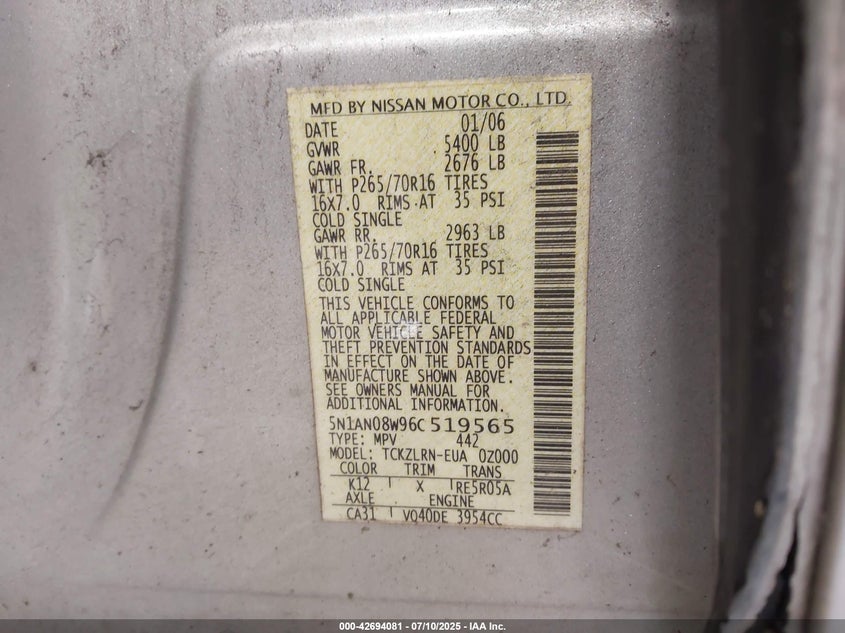 MFD BY NISSAN MOTOR CO., LTD.
DATE 01/06
GVWR 5400 LB
GAWR FR. 2676 LB
WITH P265/70R16 TIRES
16X7.0 RIMS AT 35 PSI
COLD SINGLE
GAWR RR. 2963 LB
WITH P265/70R16 TIRES
16X7.0 RIMS AT 35 PSI
COLD SINGLE
THIS VEHICLE CONFORMS TO
ALL APPLICABLE FEDERAL
MOTOR VEHICLE SAFETY AND
THEFT PREVENTION STANDARDS
IN EFFECT ON THE DATE OF
MANUFACTURE SHOWN ABOVE.
SEE OWNERS MANUAL FOR
ADDITIONAL INFORMATION.
5N1AN08W96C519565
TYPE: MPV 442
MODEL: TCKZLRN-EUA 0Z000
COLOR TRIM TRANS
K12 X RE5R05A
AXLE ENGINE
CA31 VQ40DE 3954CC
000-42694081 - 07/10/2025 - IAA Inc.